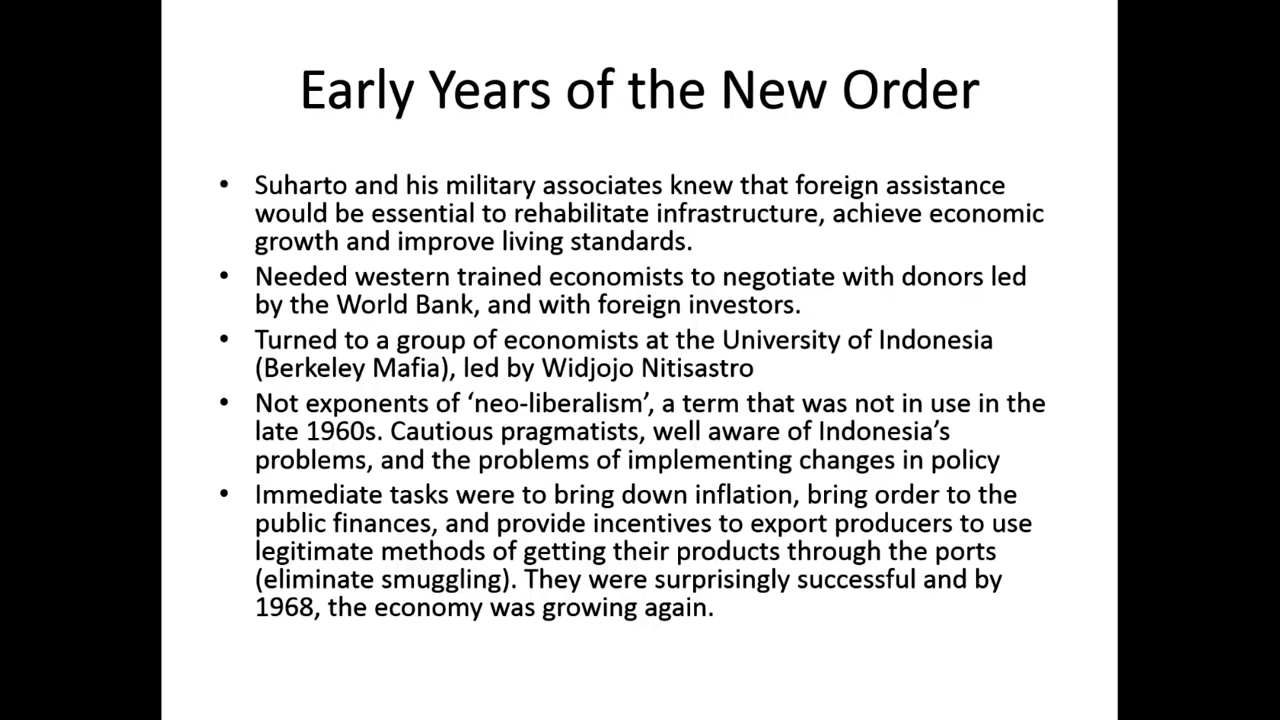 Early Years of the New Order
• Suharto and his military associates knew that foreign assistance
would be essential to rehabilitate infrastructure, achieve economic
growth and improve living standards.
• Needed western trained economists to negotiate with donors led
by the World Bank, and with foreign investors.
• Turned to a group of economists at the University of Indonesia
(Berkeley Mafia), led by Widjojo Nitisastro
• Not exponents of ‘neo-liberalism’, a term that was not in use in the
late 1960s. Cautious pragmatists, well aware of Indonesia’s
problems, and the problems of implementing changes in policy
• Immediate tasks were to bring down inflation, bring order to the
public finances, and provide incentives to export producers to use
legitimate methods of getting their products through the ports
(eliminate smuggling). They were surprisingly successful and by
1968, the economy was growing again.